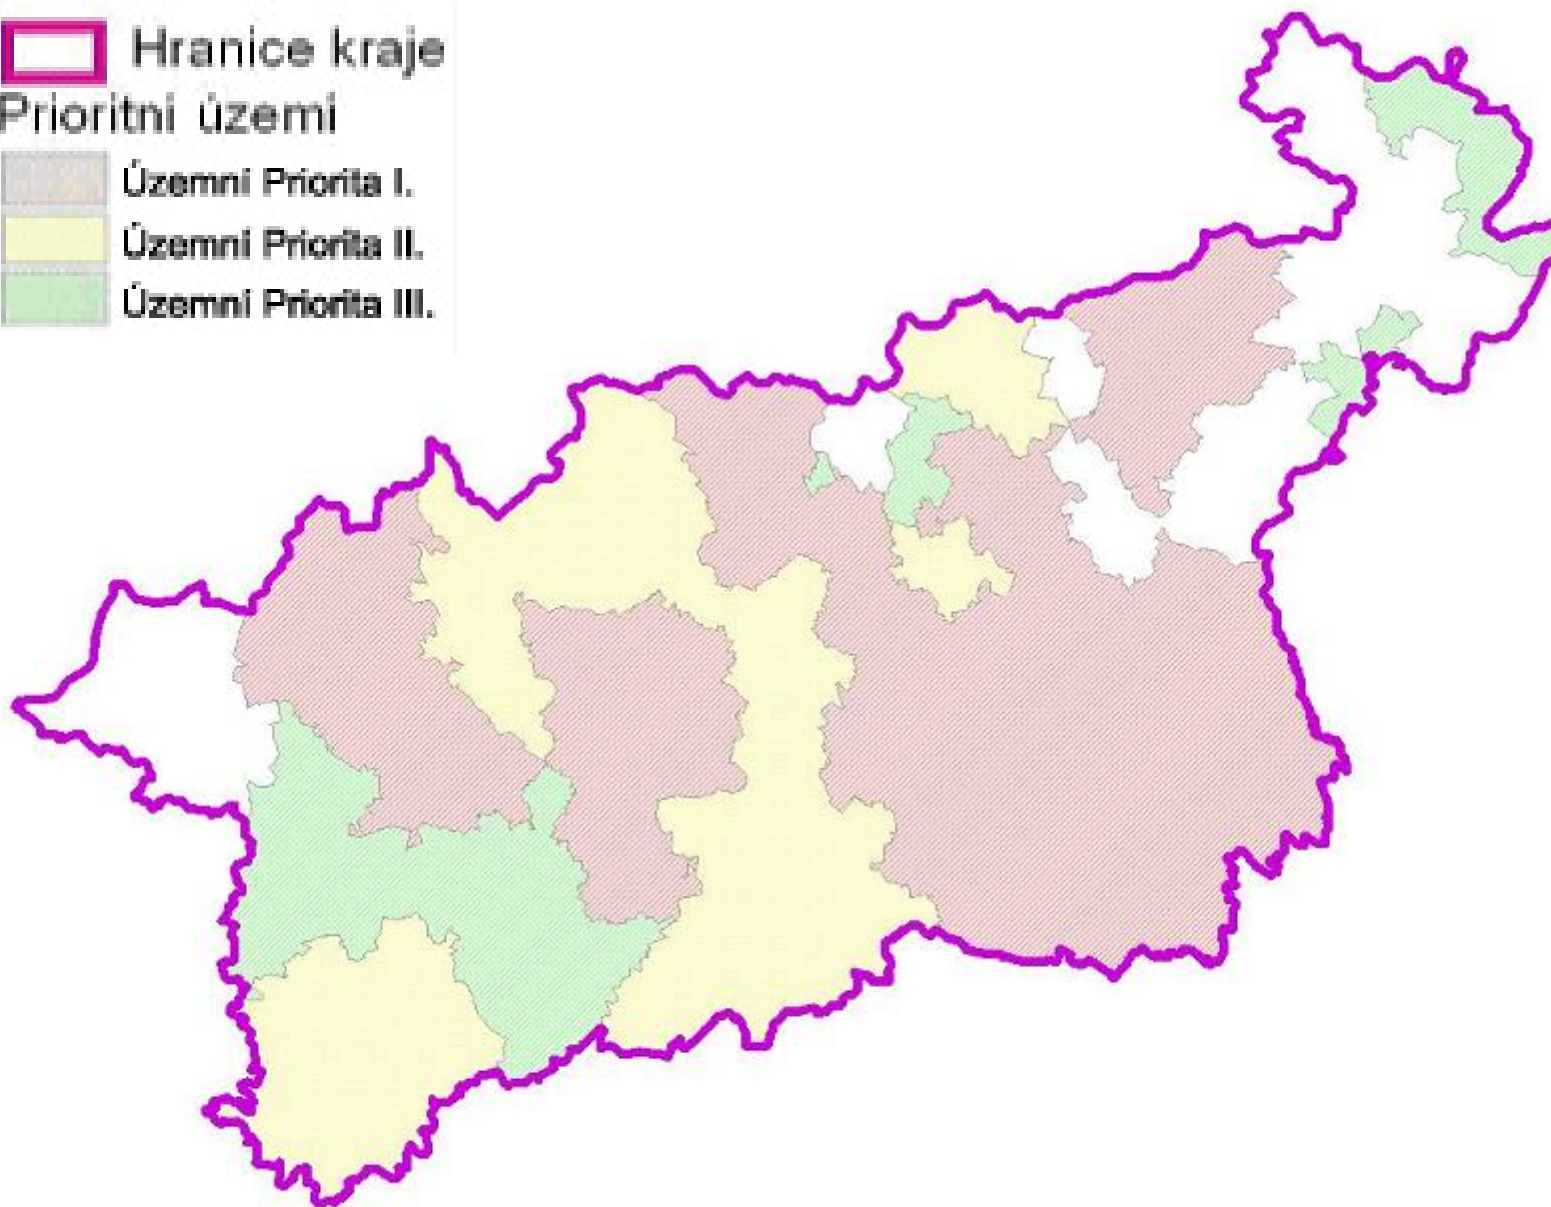 Hranice kraje
Prioritní území
Územní Priorita I.
Územní Priorita II.
Územní Priorita III.